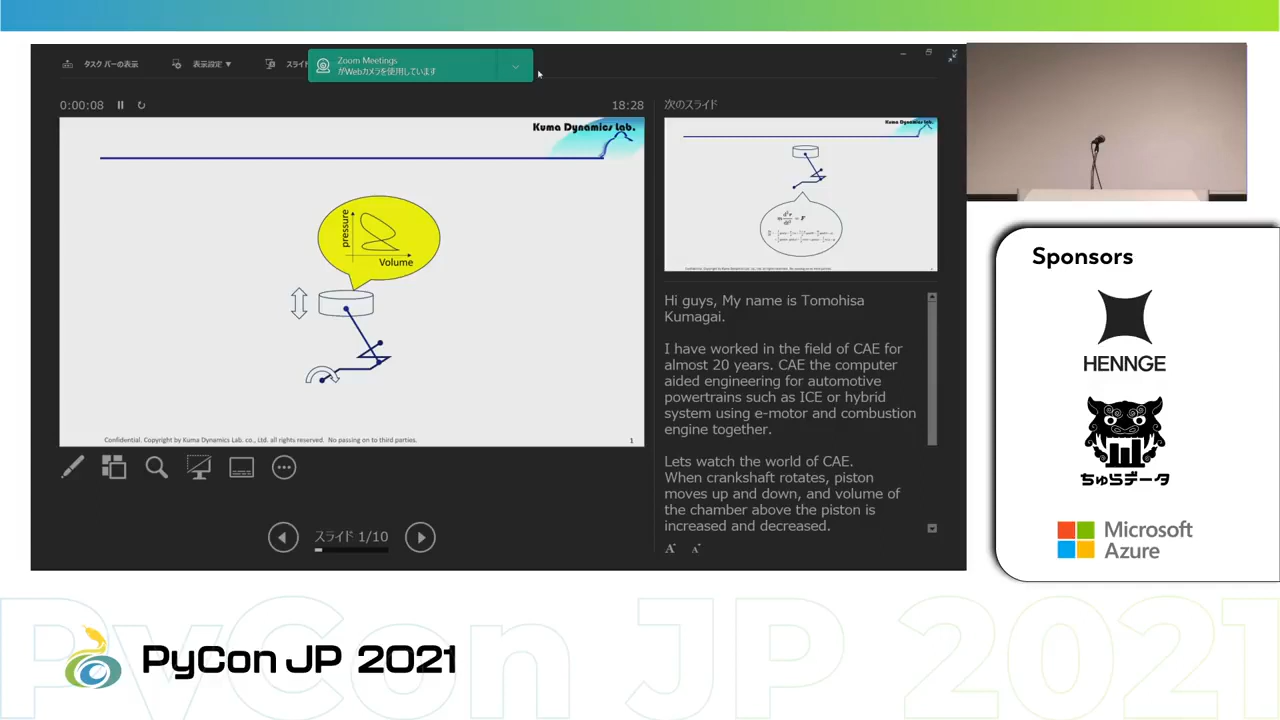 タスク バーの表示
表示設定 ▼
スライ
Zoom Meetings
がWebカメラを使用しています
0:00:08
18:28
次のスライド
Kuma Dynamics Lab.
pressure
Volume
Confidential. Copyright by Kuma Dynamics Lab. co., Ltd. all rights reserved. No passing on to third parties.
1
Kuma Dynamics Lab.
Hi guys, My name is Tomohisa
Kumagai.
I have worked in the field of CAE for
almost 20 years. CAE the computer
aided engineering for automotive
powertrains such as ICE or hybrid
system using e-motor and combustion
engine together.
Lets watch the world of CAE.
When crankshaft rotates, piston
moves up and down, and volume of
the chamber above the piston is
increased and decreased.
スライド 1/10
Sponsors
HENNGE
ちゅらデータ
Microsoft
Azure
PyCon JP 2021
PyCon JP 2021